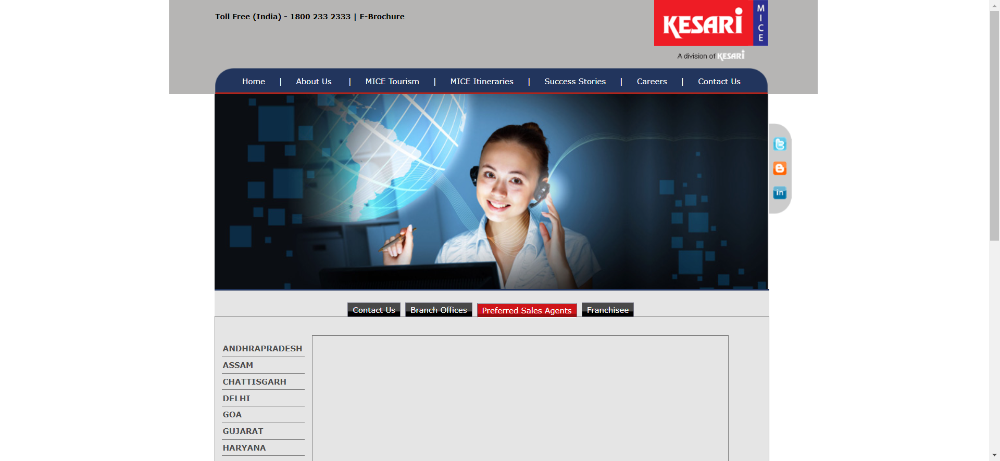 Toll Free (India) - 1800 233 2333 | E-Brochure
KESARI
MICE
A division of KESARI
Home | About Us | MICE Tourism | MICE Itineraries | Success Stories | Careers | Contact Us
in
Contact Us Branch Offices Preferred Sales Agents Franchisee
ANDHRAPRADESH
ASSAM
CHATTISGARH
DELHI
GOA
GUJARAT
HARYANA